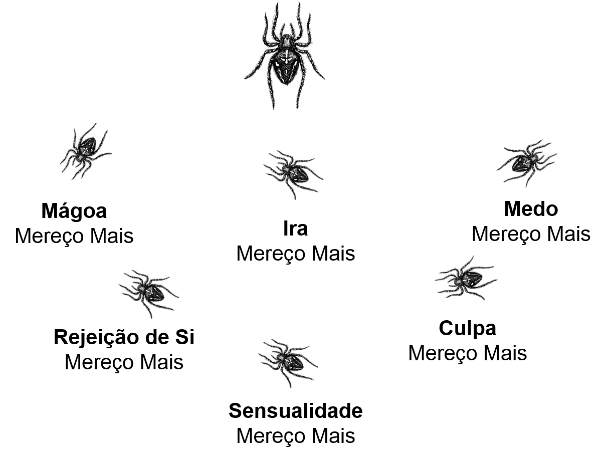 Mágoa
Mereço Mais
Ira
Mereço Mais
Medo
Mereço Mais
Rejeição de Si
Mereço Mais
Culpa
Mereço Mais
Sensualidade
Mereço Mais